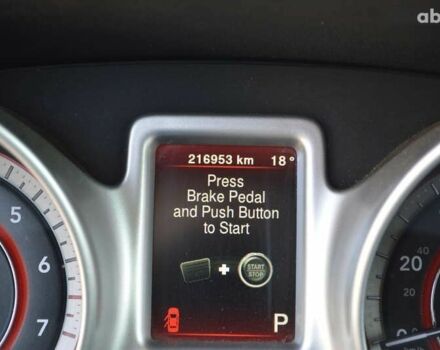 216953 km 18°
Press
Brake Pedal
and Push Button
to Start
START
STOP
P
5
6
7
20